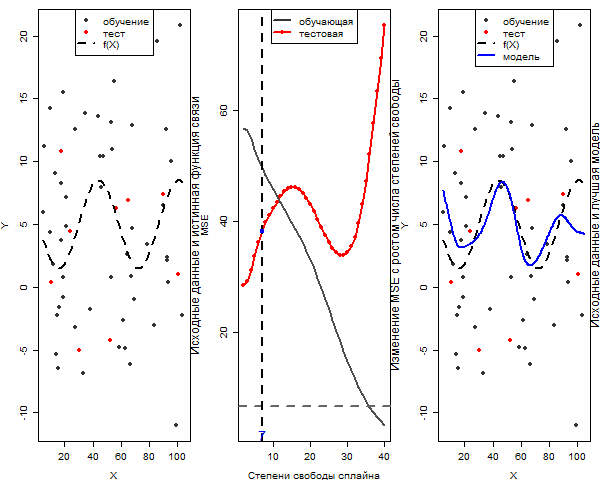 обучение
тест
f(X)
20
15
10
5
0
-5
-10
Y
20
40
60
80
100
X
Исходные данные и истинная функция связи
обучающая
тестовая
60
40
20
MSE
7
10
20
30
40
Степени свободы сплайна
Изменение MSE с ростом числа степеней свободы
обучение
тест
f(X)
модель
20
15
10
5
0
-5
-10
Y
20
40
60
80
100
X
Исходные данные и лучшая модель